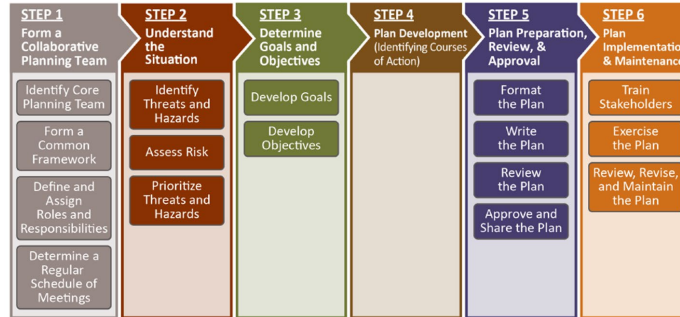 STEP 1
Form a
Collaborative
Planning Team
Identify Core
Planning Team
Form a
Common
Framework
Define and
Assign
Roles and
Responsibilities
Determine a
Regular
Schedule of
Meetings
STEP 2
Understand
the
Situation
Identify
Threats and
Hazards
Assess Risk
Prioritize
Threats and
Hazards
STEP 3
Determine
Goals and
Objectives
Develop Goals
Develop
Objectives
STEP 4
Plan Development
(Identifying Courses
of Action)
STEP 5
Plan Preparation,
Review, &
Approval
Format
the Plan
Write
the Plan
Review
the Plan
Approve and
Share the Plan
STEP 6
Plan
Implementation
& Maintenance
Train
Stakeholders
Exercise
the Plan
Review, Revise,
and Maintain
the Plan